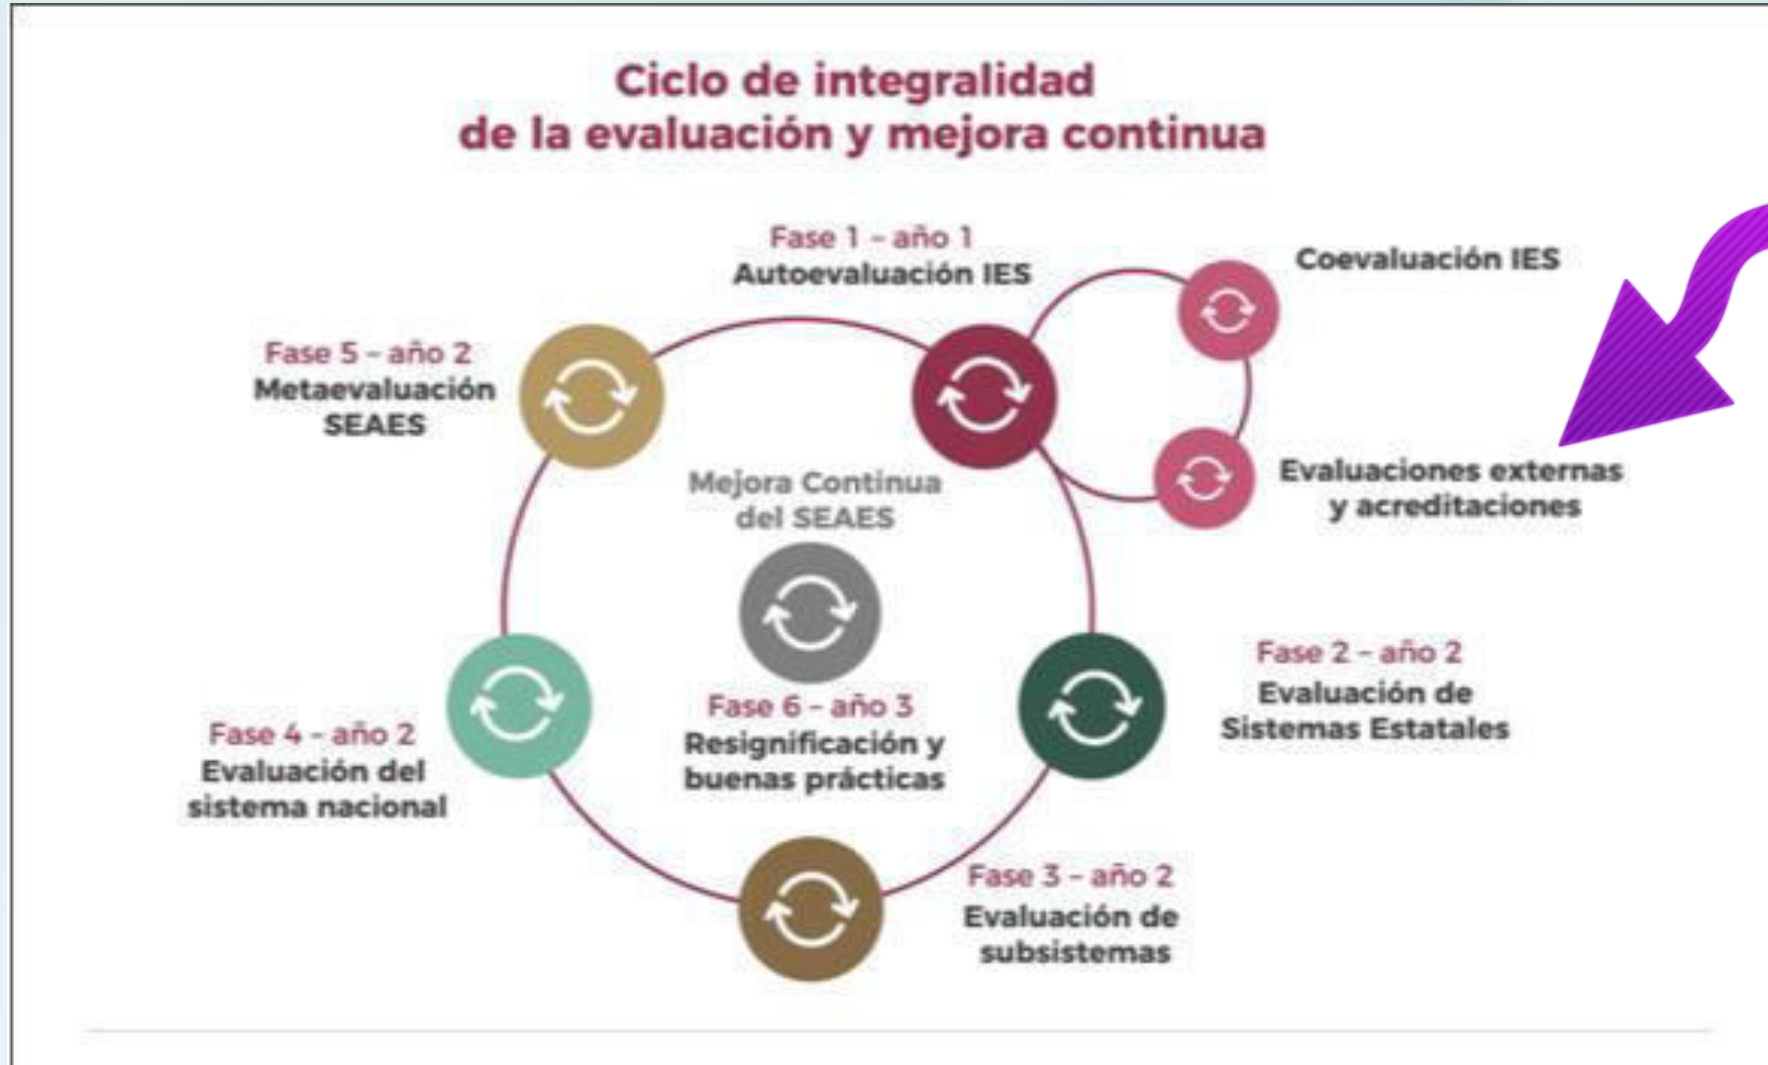 Ciclo de integralidad
de la evaluación y mejora continua
Fase 1 – año 1
Autoevaluación IES
Coevaluación IES
Evaluaciones externas
y acreditaciones
Fase 5 – año 2
Metaevaluación
SEAES
Mejora Continua
del SEAES
Fase 6 – año 3
Resignificación y
buenas prácticas
Fase 2 – año 2
Evaluación de
Sistemas Estatales
Fase 4 – año 2
Evaluación del
sistema nacional
Fase 3 – año 2
Evaluación de
subsistemas